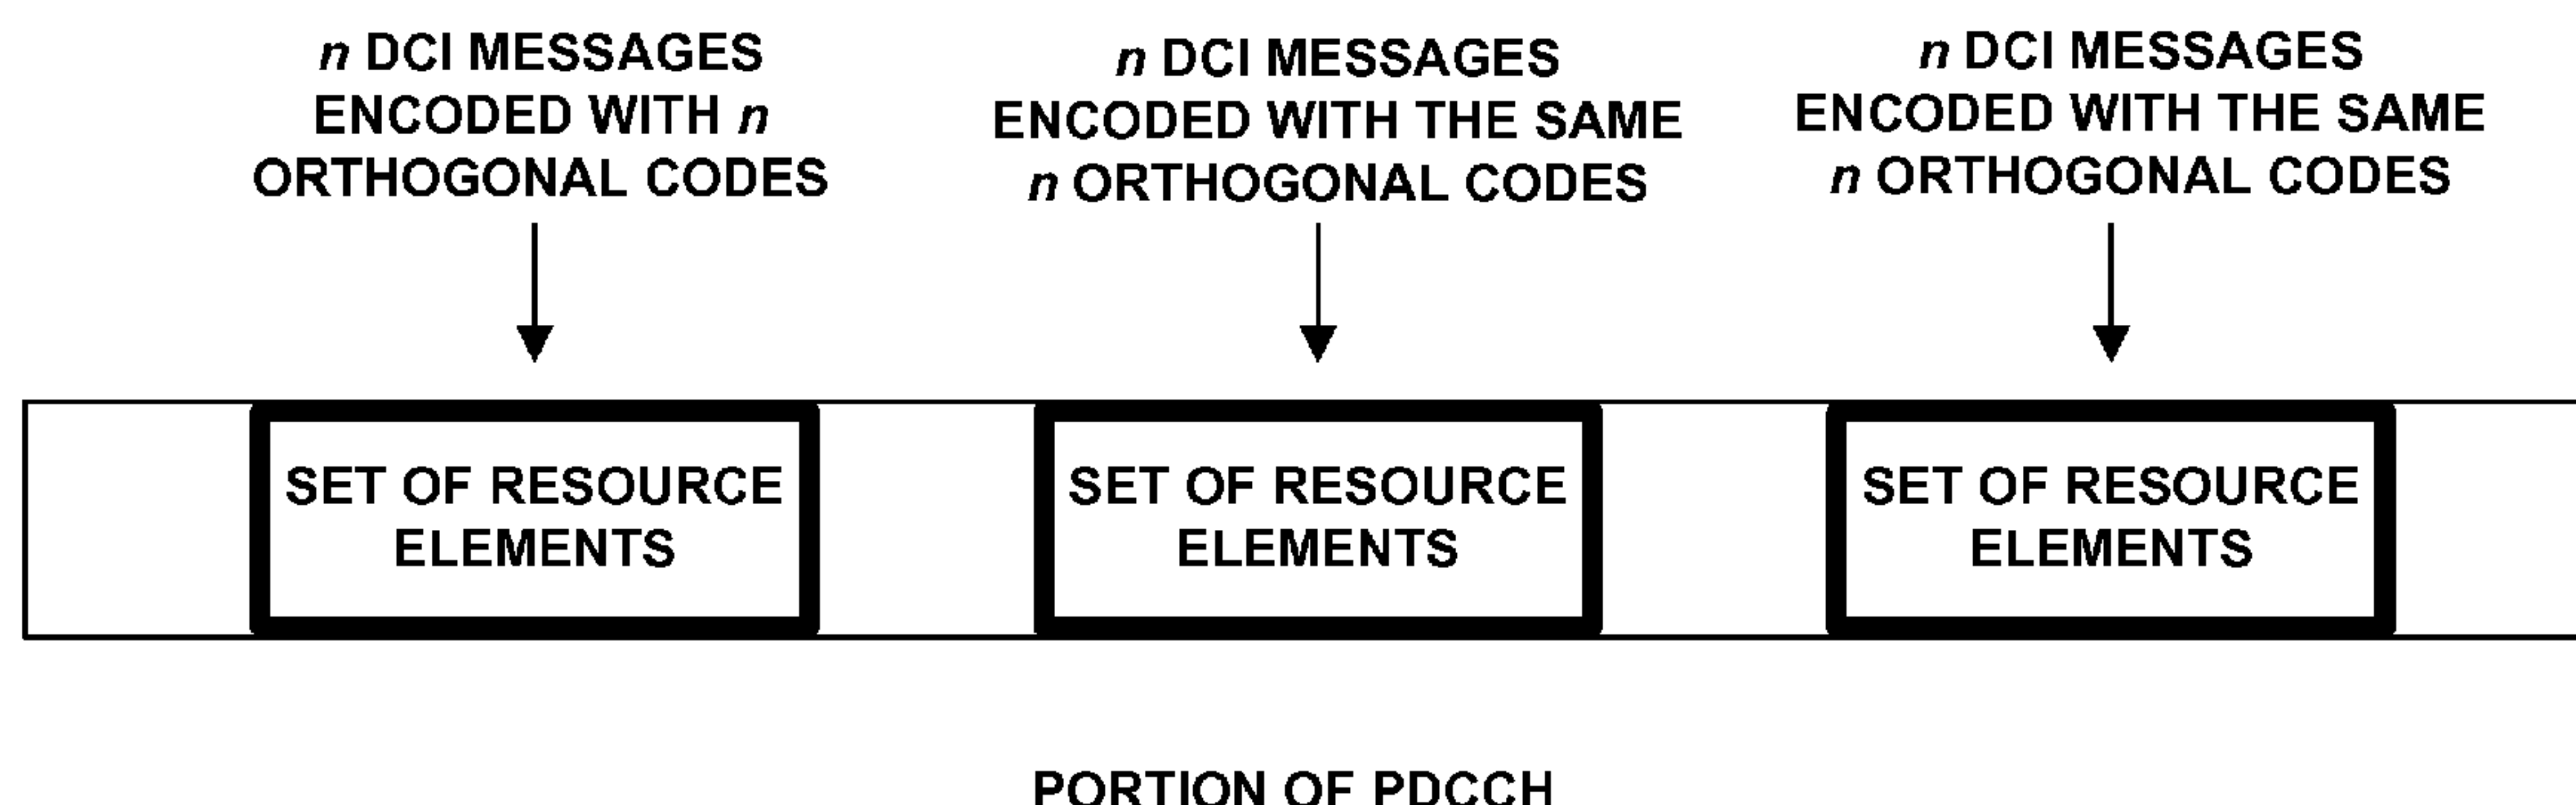 n DCI MESSAGES
ENCODED WITH n
ORTHOGONAL CODES
n DCI MESSAGES
ENCODED WITH THE SAME
n ORTHOGONAL CODES
n DCI MESSAGES
ENCODED WITH THE SAME
n ORTHOGONAL CODES
SET OF RESOURCE
ELEMENTS
SET OF RESOURCE
ELEMENTS
SET OF RESOURCE
ELEMENTS
PORTION OF PDCCH